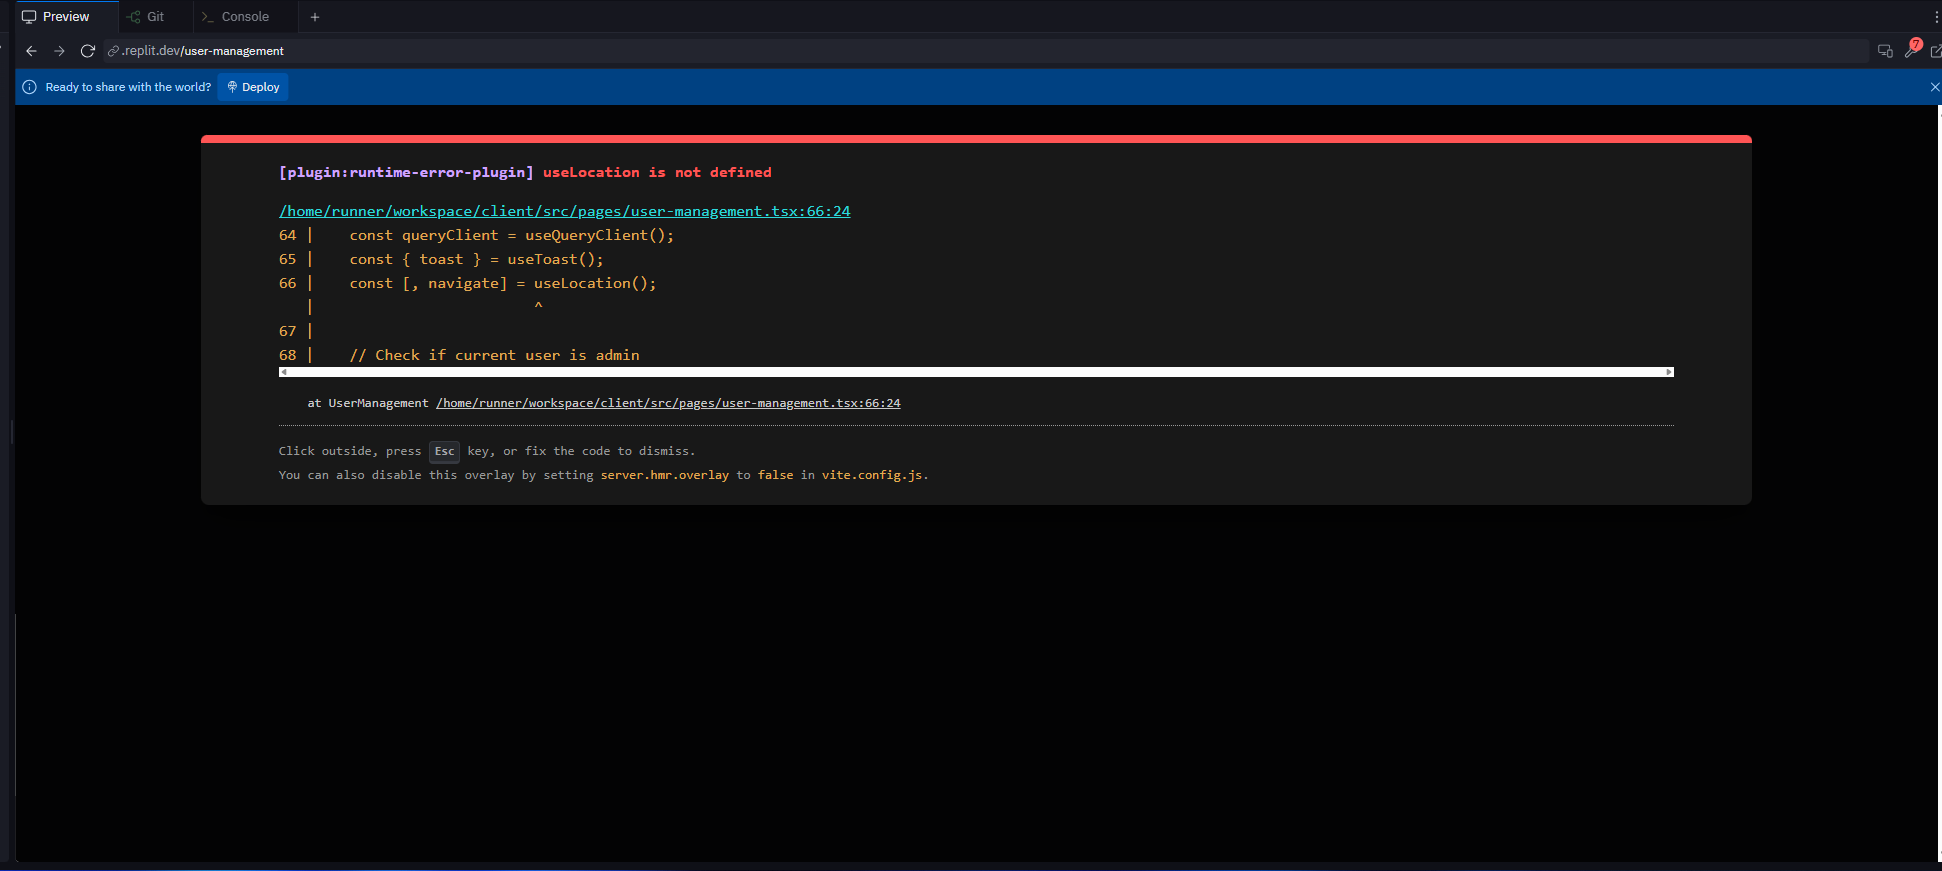 Preview
Git
Console
.replit.dev/user-management
7
Ready to share with the world?
Deploy
[plugin:runtime-error-plugin] useLocation is not defined
/home/runner/workspace/client/src/pages/user-management.tsx:66:24
64 |    const queryClient = useQueryClient();
65 |    const { toast } = useToast();
66 |    const [, navigate] = useLocation();
   |                         ^
67 |
68 |    // Check if current user is admin
at UserManagement /home/runner/workspace/client/src/pages/user-management.tsx:66:24
Click outside, press Esc key, or fix the code to dismiss.
You can also disable this overlay by setting server.hmr.overlay to false in vite.config.js.